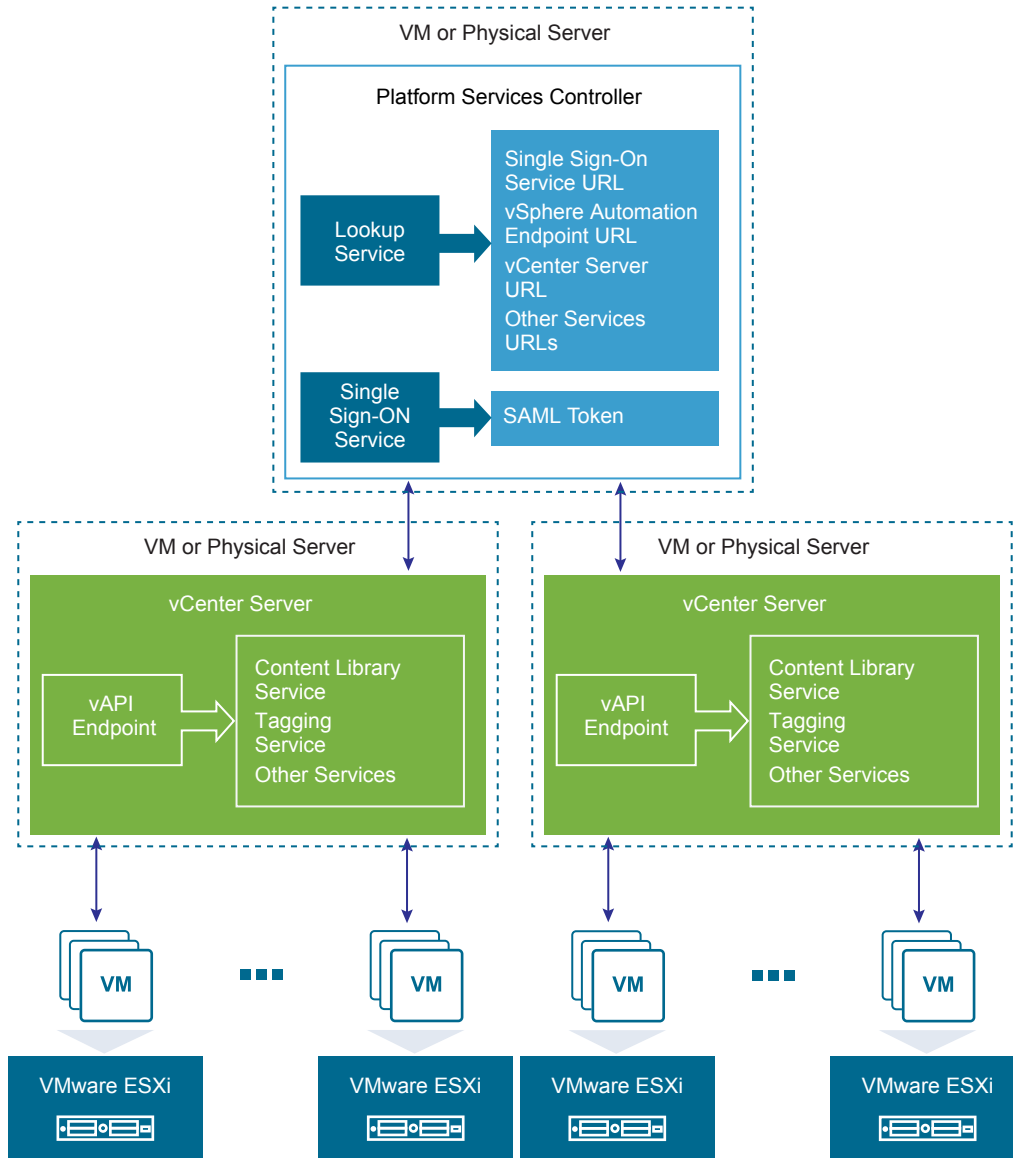 VM or Physical Server
Platform Services Controller
Lookup
Service
Single Sign-On
Service URL
vSphere Automation
Endpoint URL
vCenter Server
URL
Other Services
URLs
Single
Sign-ON
Service
SAML Token
VM or Physical Server
vCenter Server
vAPI
Endpoint
Content Library
Service
Tagging
Service
Other Services
VM or Physical Server
vCenter Server
vAPI
Endpoint
Content Library
Service
Tagging
Service
Other Services
VM
VM
VM
VM
VMware ESXi
VMware ESXi
VMware ESXi
VMware ESXi